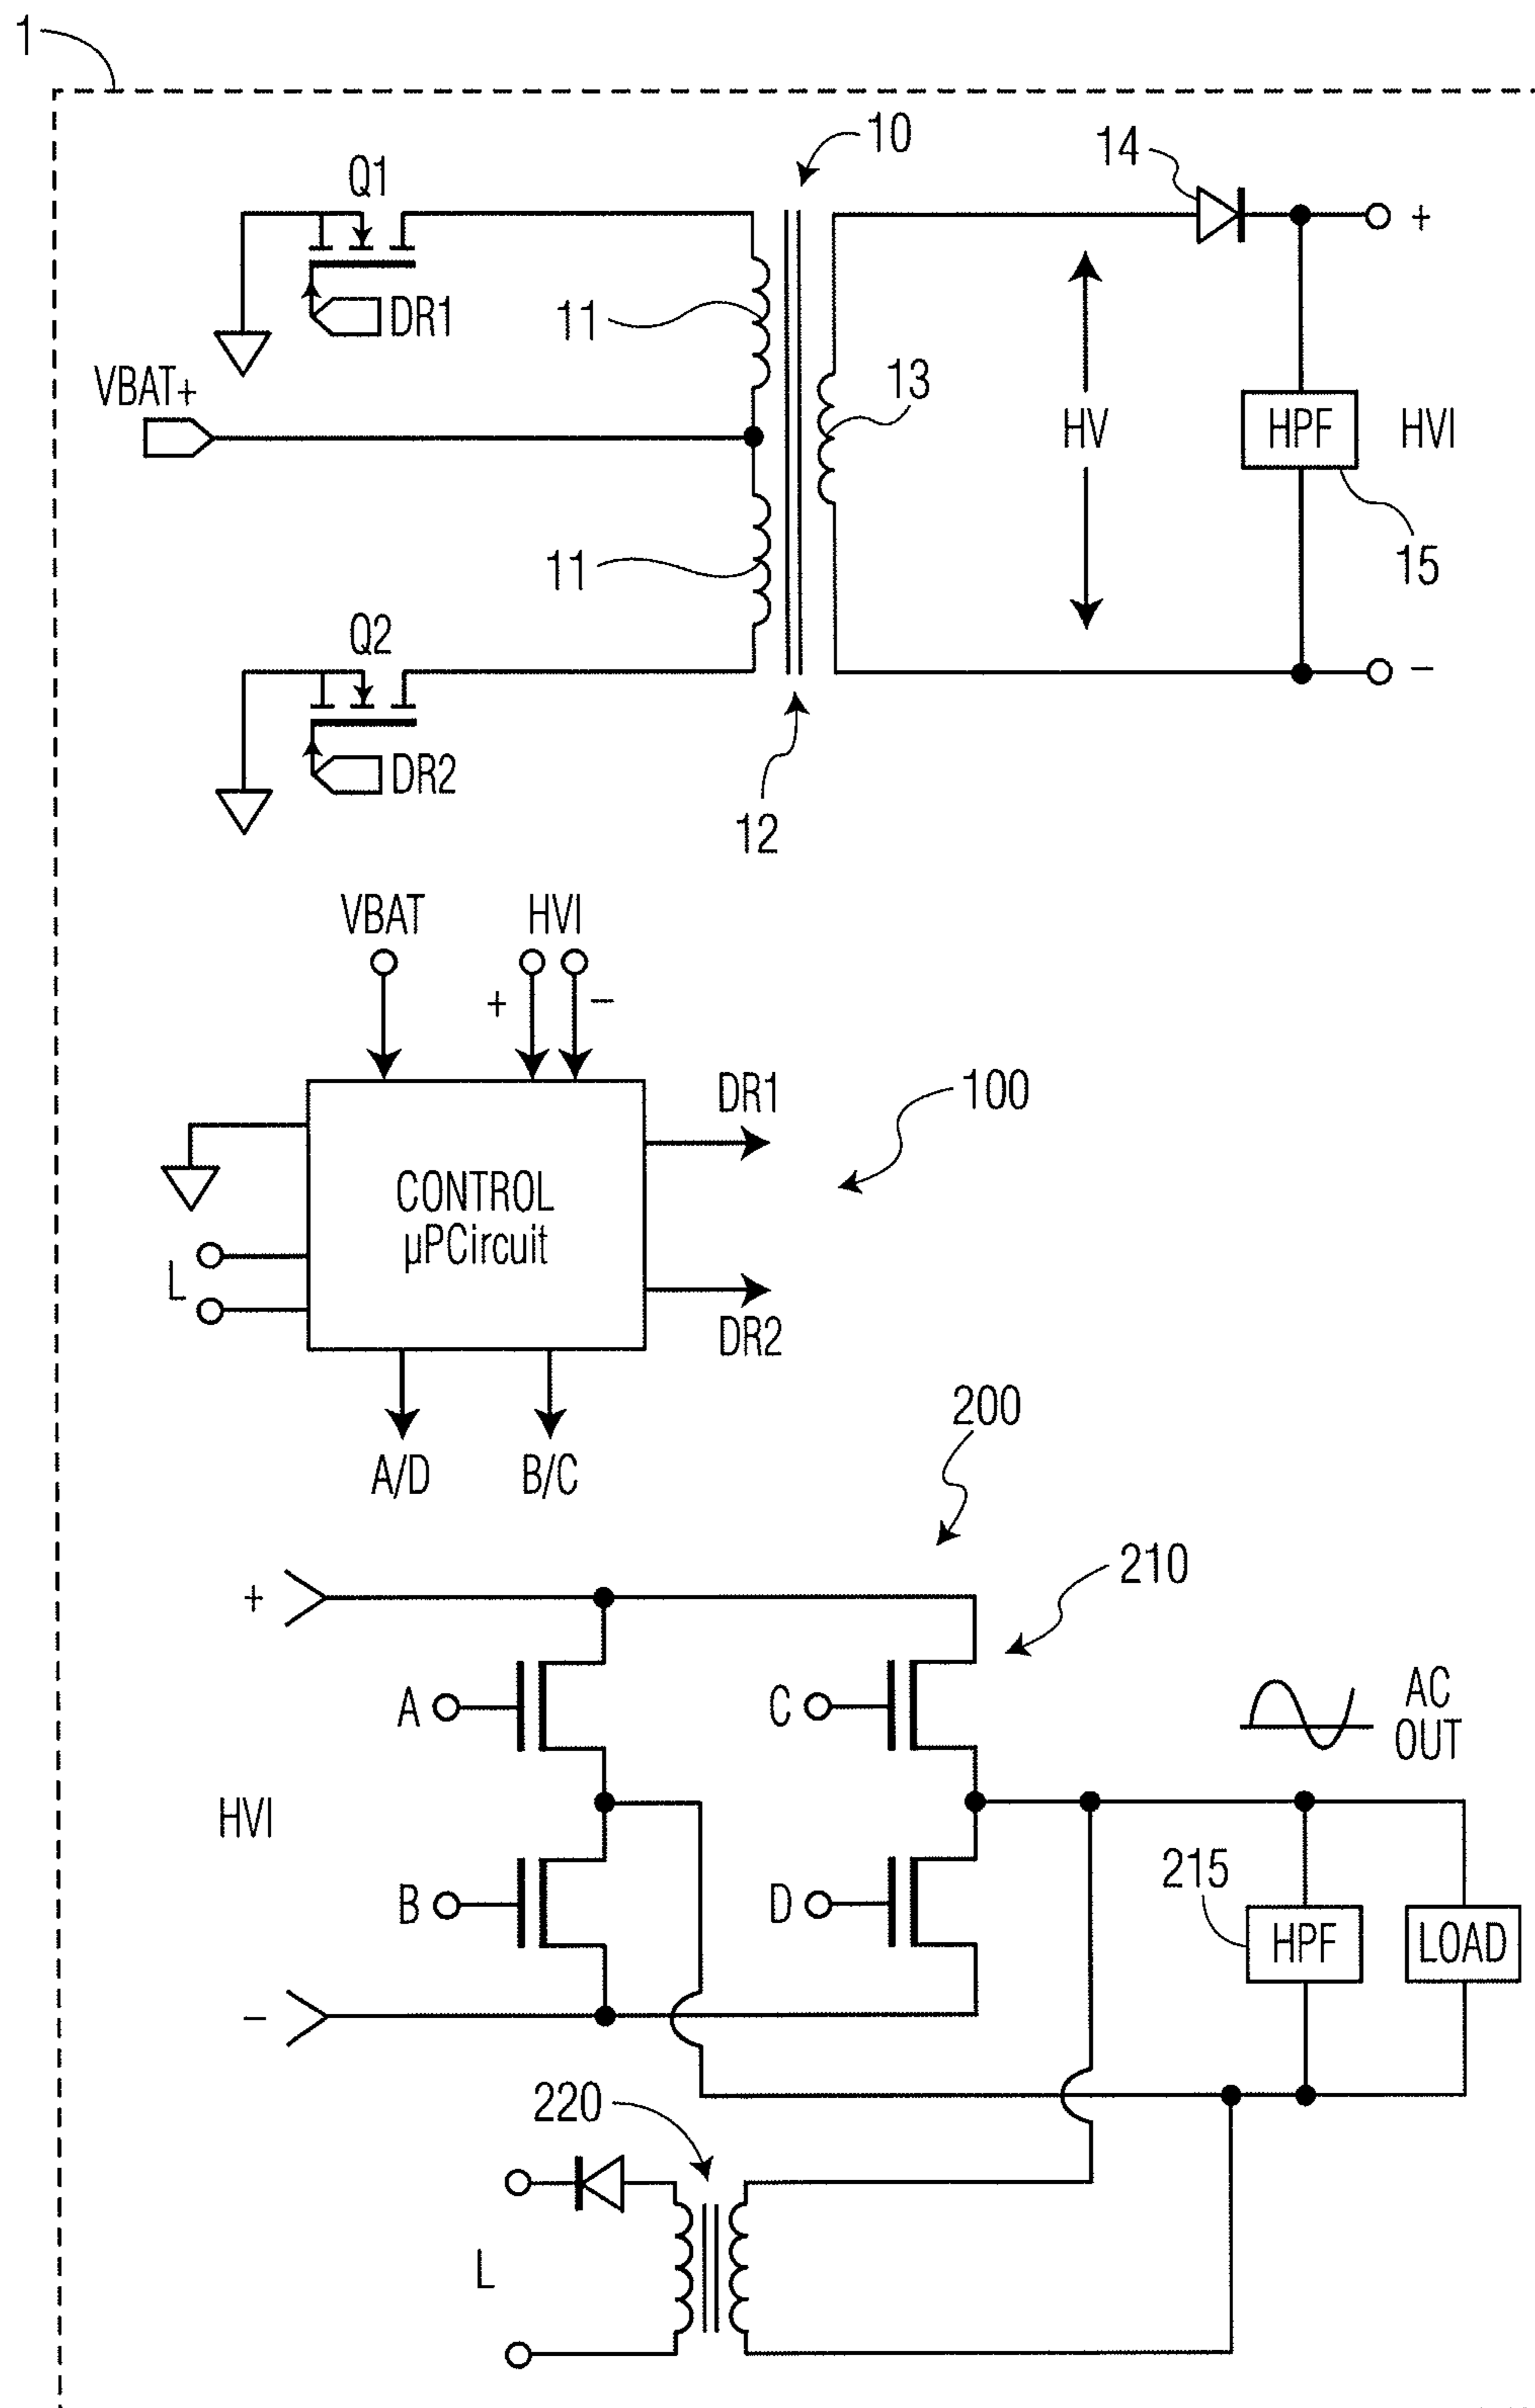 1
10
14
Q1
+
DR1
11
VBAT+
13
HV
HPF
HVI
11
15
Q2
−
DR2
12
VBAT
HVI
+
−
DR1
100
CONTROL
µPCircuit
L
DR2
200
A/D
B/C
210
+
A
C
AC
OUT
HVI
215
B
D
HPF
LOAD
−
220
L